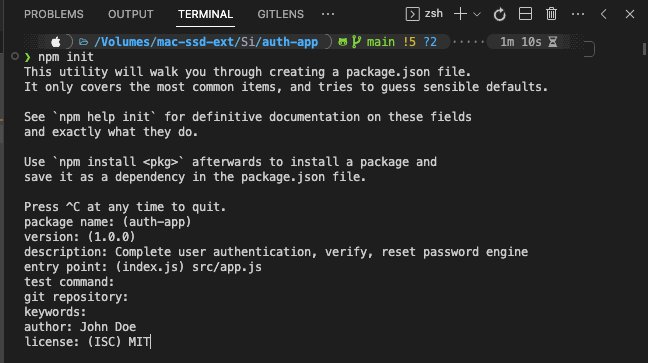 PROBLEMS OUTPUT TERMINAL GITLENS ··· zsh
/Volumes/mac-ssd-ext/Si/auth-app main !5 ?2 1m 10s
❯ npm init
This utility will walk you through creating a package.json file.
It only covers the most common items, and tries to guess sensible defaults.
See `npm help init` for definitive documentation on these fields
and exactly what they do.
Use `npm install <pkg>` afterwards to install a package and
save it as a dependency in the package.json file.
Press ^C at any time to quit.
package name: (auth-app)
version: (1.0.0)
description: Complete user authentication, verify, reset password engine
entry point: (index.js) src/app.js
test command:
git repository:
keywords:
author: John Doe
license: (ISC) MIT